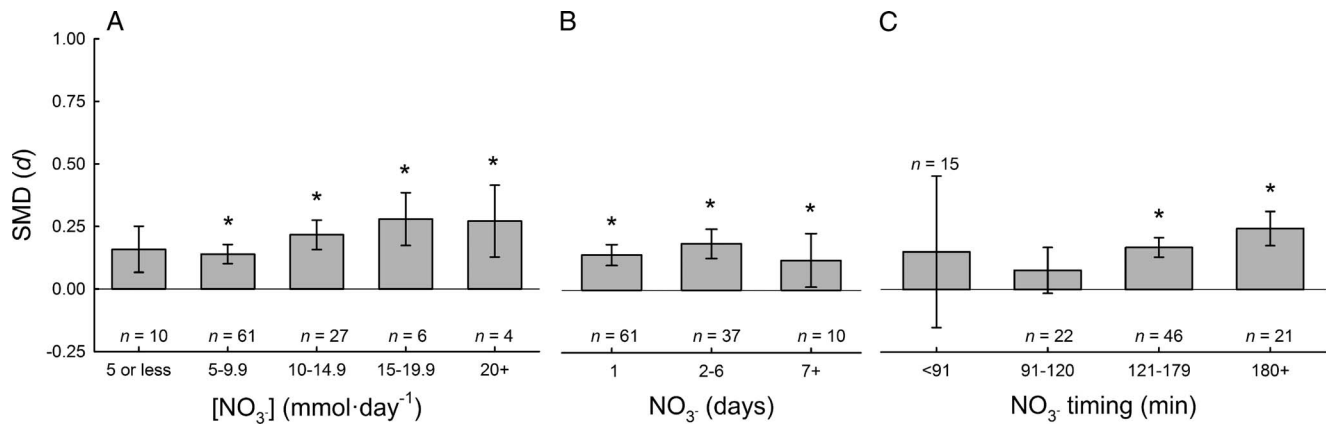 A
B
C
SMD (d)
1.00
0.75
0.50
0.25
0.00
-0.25
*
*
*
*
n = 10
n = 61
n = 27
n = 6
n = 4
5 or less
5-9.9
10-14.9
15-19.9
20+
[NO3-] (mmol·day-1)
*
*
*
n = 61
n = 37
n = 10
1
2-6
7+
NO3- (days)
n = 15
*
*
n = 22
n = 46
n = 21
<91
91-120
121-179
180+
NO3- timing (min)